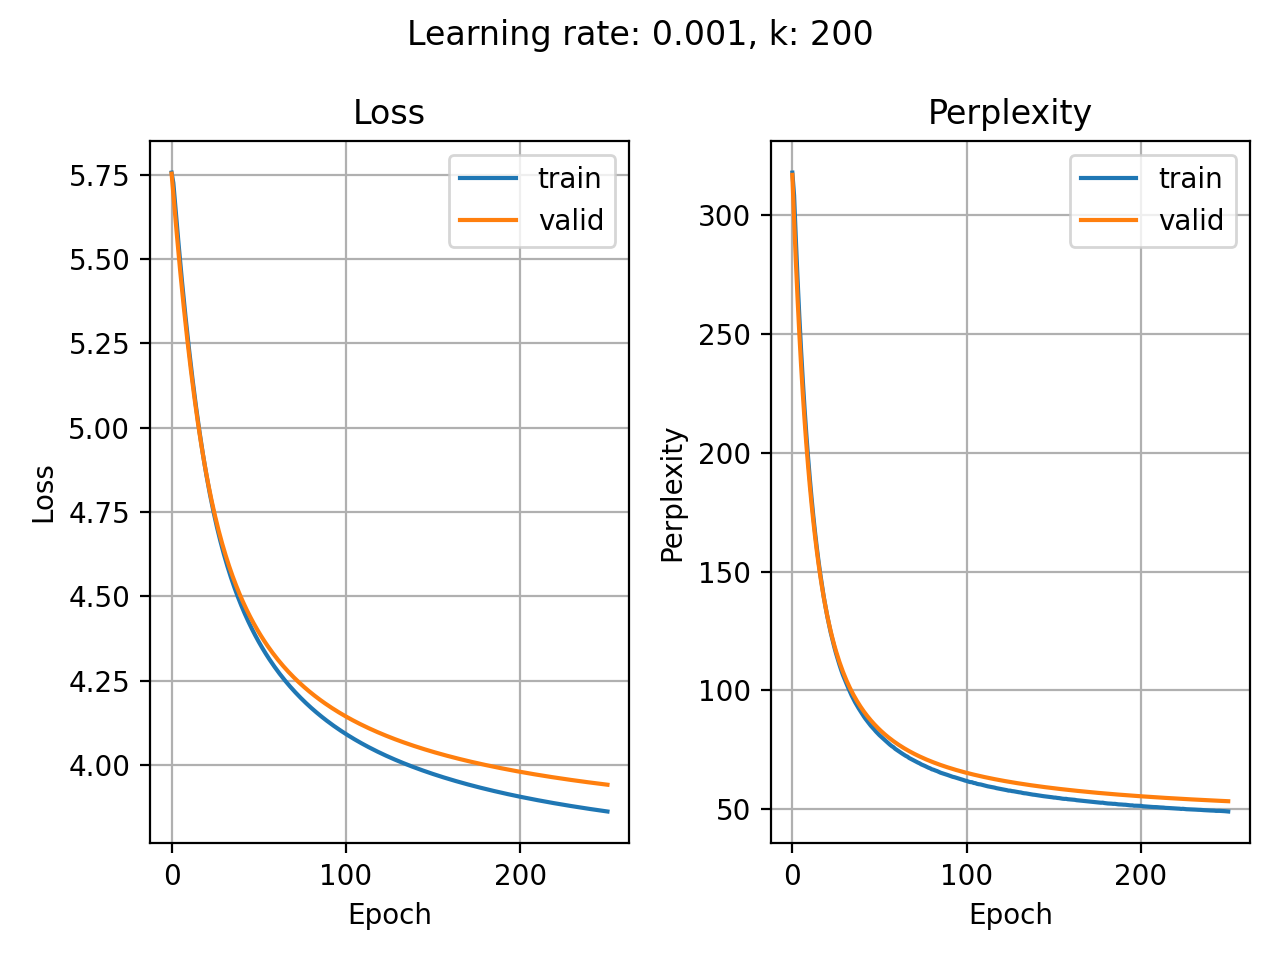 Learning rate: 0.001, k: 200
Loss
train
valid
5.75
5.50
5.25
5.00
4.75
4.50
4.25
4.00
Loss
0 100 200
Epoch
Perplexity
train
valid
300
250
200
150
100
50
Perplexity
0 100 200
Epoch